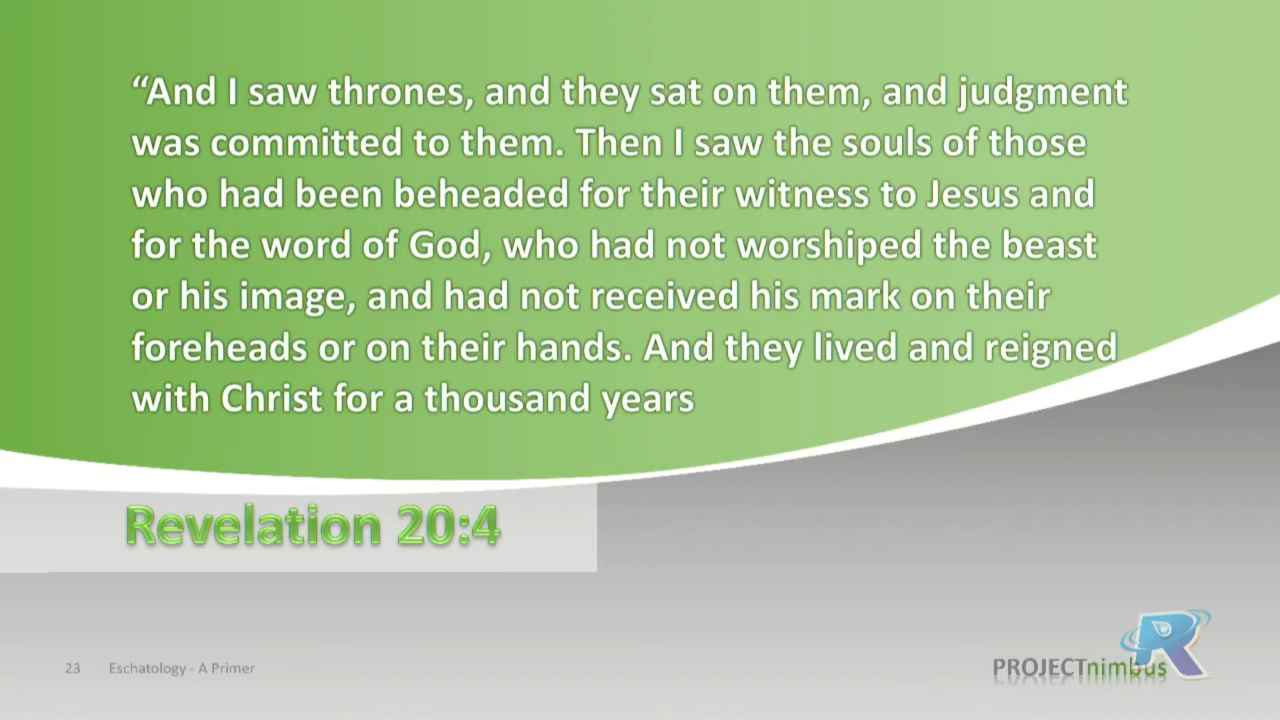 “And I saw thrones, and they sat on them, and judgment
was committed to them. Then I saw the souls of those
who had been beheaded for their witness to Jesus and
for the word of God, who had not worshiped the beast
or his image, and had not received his mark on their
foreheads or on their hands. And they lived and reigned
with Christ for a thousand years
Revelation 20:4
23 Eschatology - A Primer
PROJECTnimbus
R